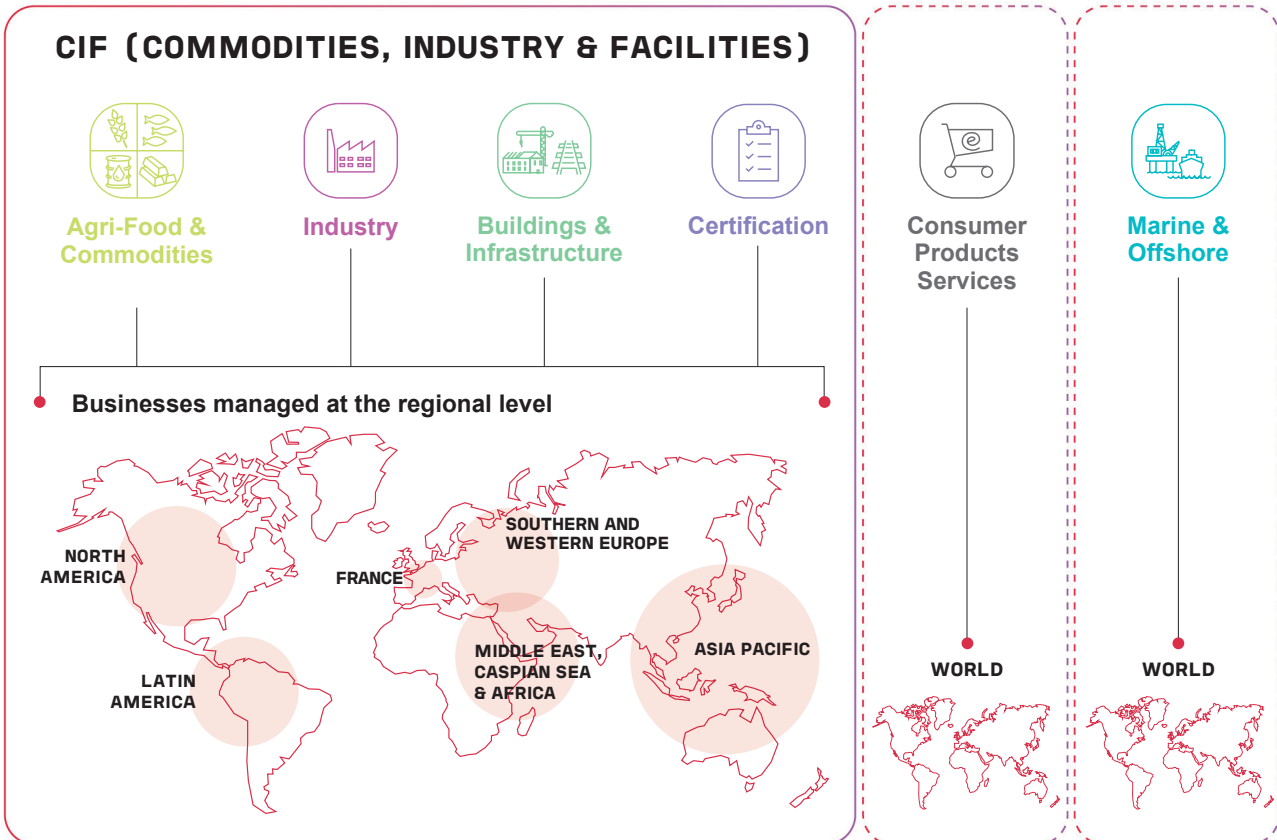 CIF (COMMODITIES, INDUSTRY & FACILITIES)
Agri-Food &
Commodities
Industry
Buildings &
Infrastructure
Certification
Consumer
Products
Services
Marine &
Offshore
Businesses managed at the regional level
NORTH
AMERICA
LATIN
AMERICA
FRANCE
SOUTHERN AND
WESTERN EUROPE
MIDDLE EAST,
CASPIAN SEA
& AFRICA
ASIA PACIFIC
WORLD
WORLD